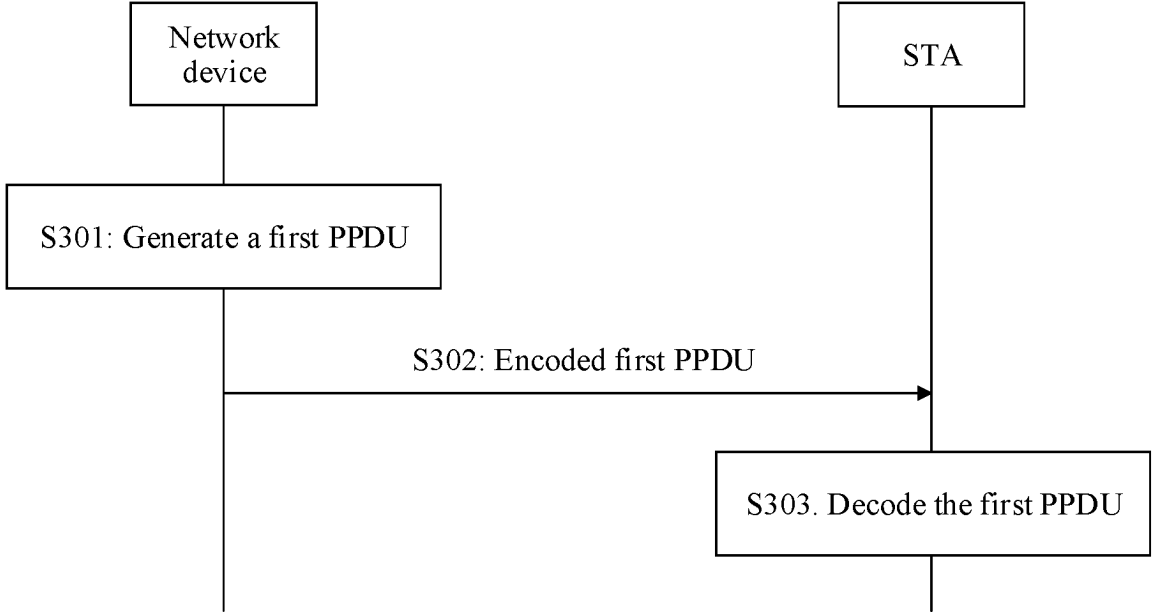 Network
device
STA
S301: Generate a first PPDU
S302: Encoded first PPDU
S303. Decode the first PPDU